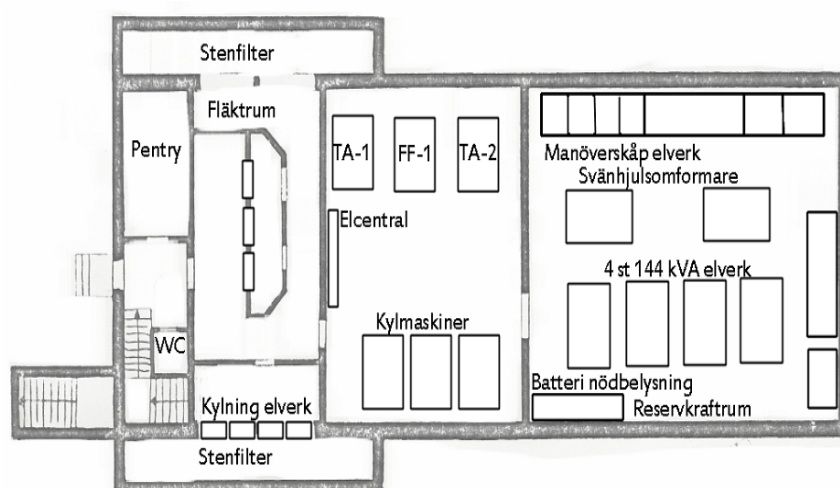 Stenfilter
Fläktrum
Pentry
TA-1
FF-1
TA-2
Manöverskåp elverk
Svänhjulsomformare
Elcentral
4 st 144 kVA elverk
Kylmaskiner
WC
Batteri nödbelysning
Kylning elverk
Reservkraftrum
Stenfilter